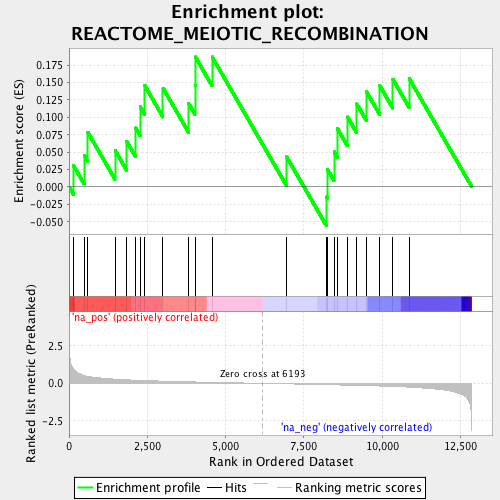 Enrichment plot:
REACTOME_MEIOTIC_RECOMBINATION
Enrichment score (ES)
0.175
0.150
0.125
0.100
0.075
0.050
0.025
0.000
-0.025
-0.050
'na_pos' (positively correlated)
Ranked list metric (PreRanked)
2.5
0.0
-2.5
Zero cross at 6193
'na_neg' (negatively correlated)
0
2,500
5,000
7,500
10,000
12,500
Rank in Ordered Dataset
Enrichment profile
Hits
Ranking metric scores